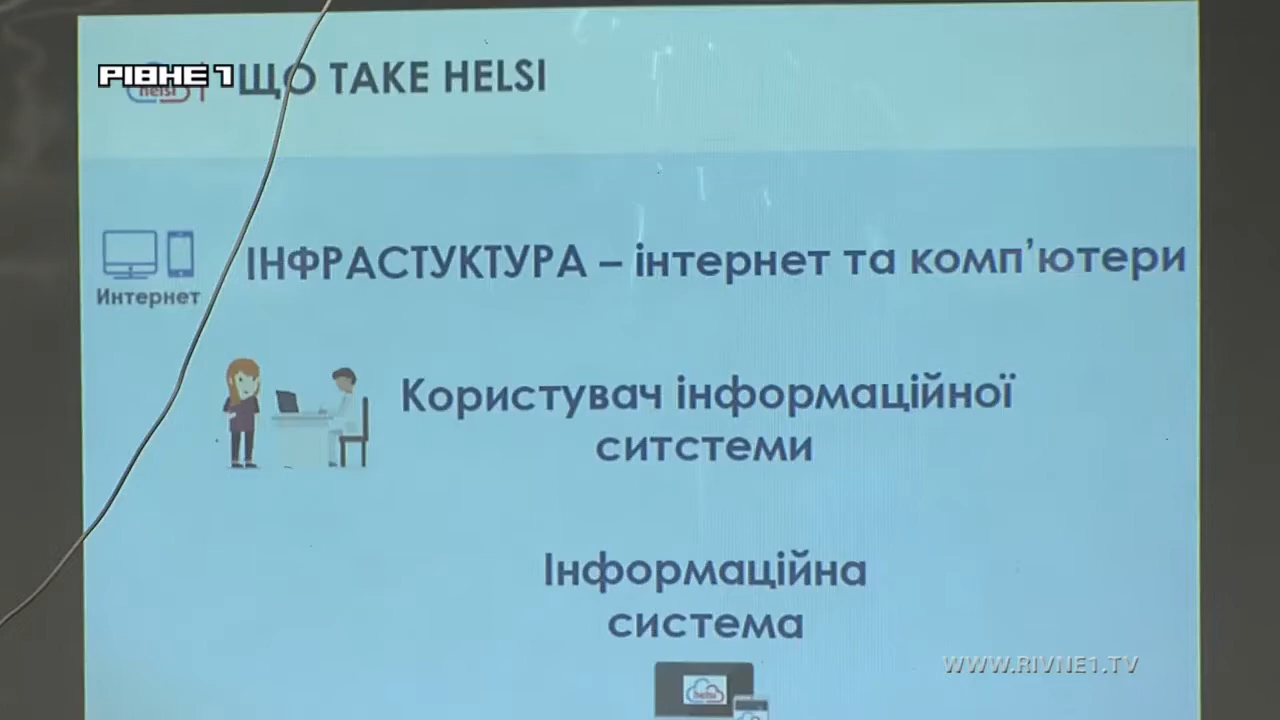 РІВНЕ 1
helsi
ЩО ТАКЕ HELSI
Интернет
ІНФРАСТУКТУРА – інтернет та комп'ютери
Користувач інформаційної
ситстеми
Інформаційна
система
helsi
WWW.RIVNE1.TV